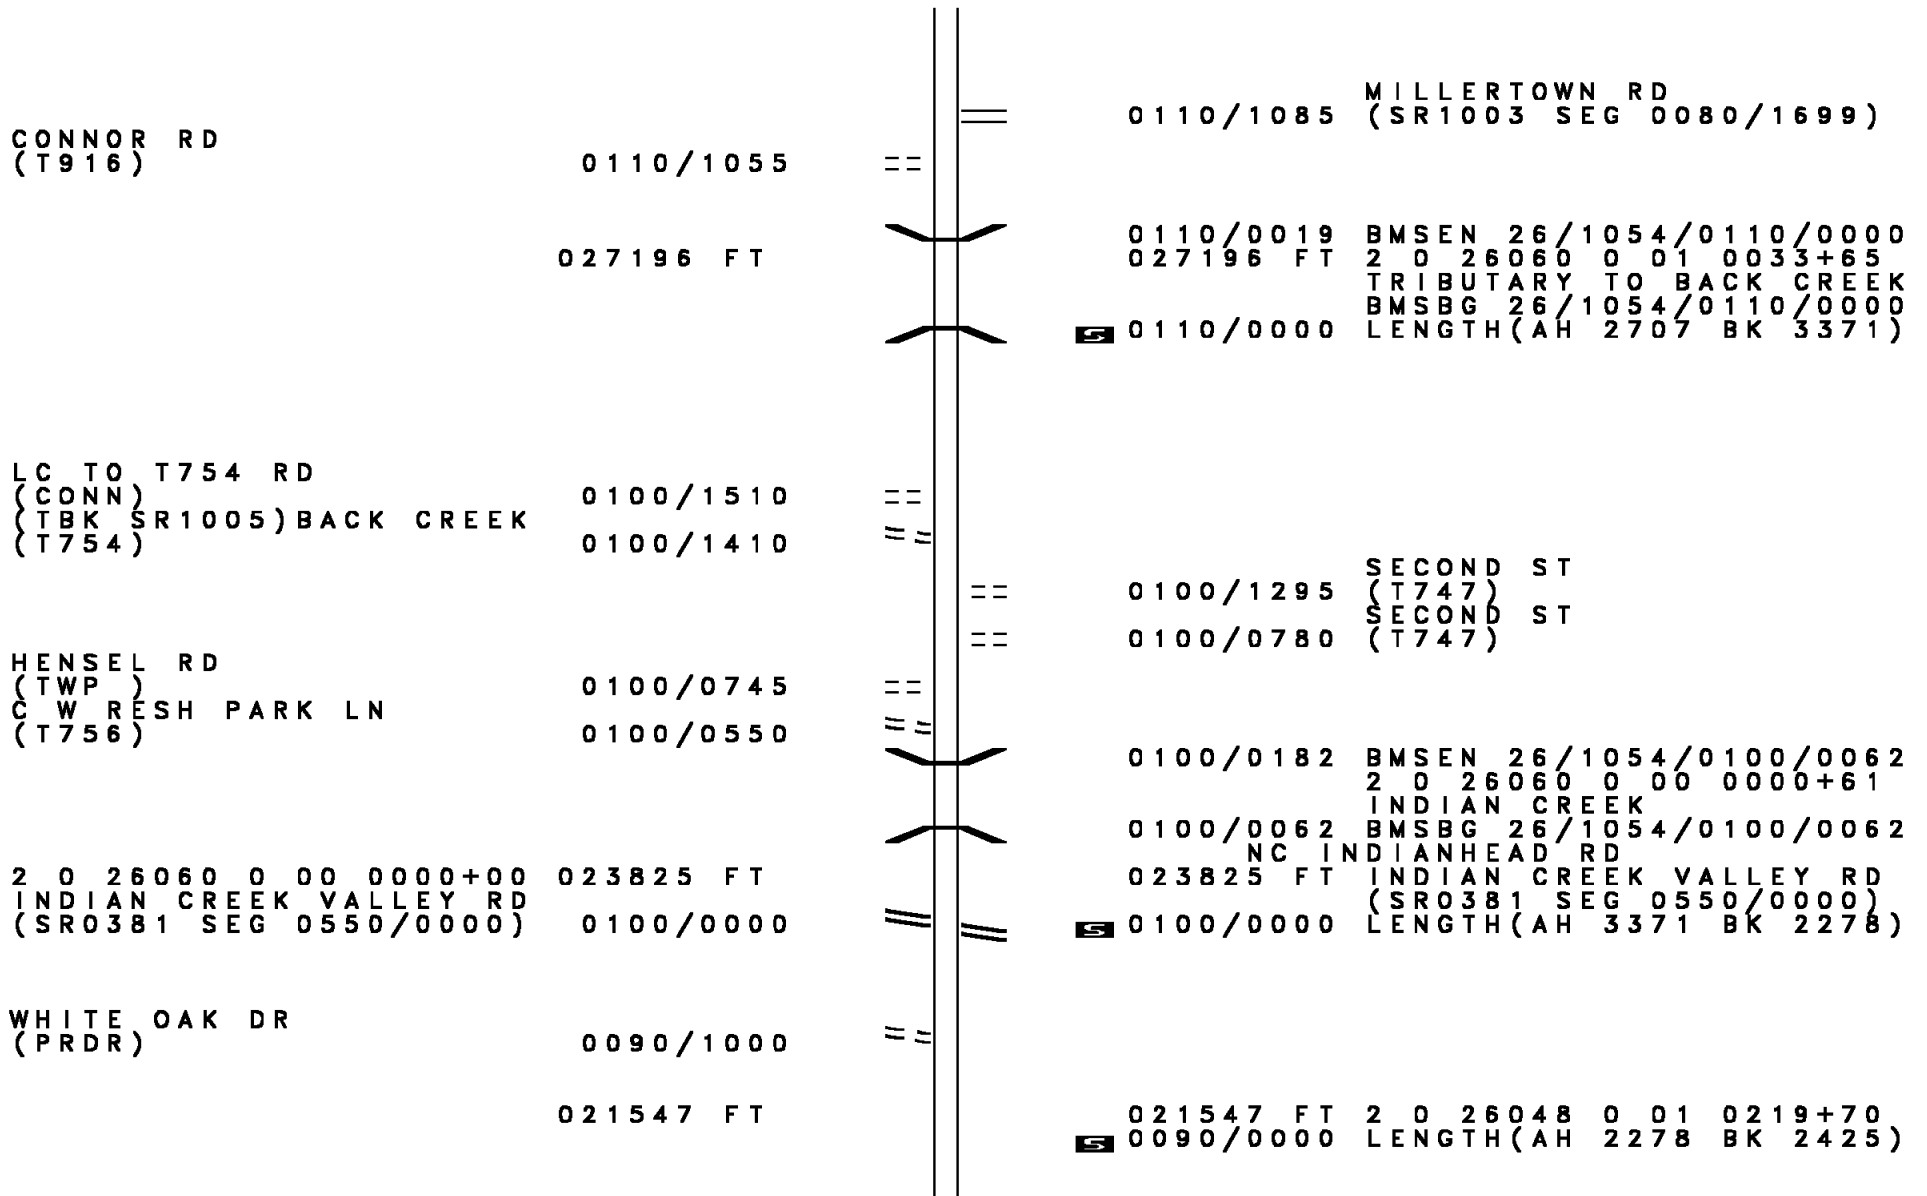 MILLERTOWN RD
0110/1085 (SR1003 SEG 0080/1699)
CONNOR RD
(T916) 0110/1055
0110/0019 BMSEN 26/1054/0110/0000
027196 FT 027196 FT 2 0 26060 0 01 0033+65
TRIBUTARY TO BACK CREEK
BMSBG 26/1054/0110/0000
S 0110/0000 LENGTH(AH 2707 BK 3371)
LC TO T754 RD
(CONN) 0100/1510
(TBK SR1005)BACK CREEK
(T754) 0100/1410
SECOND ST
0100/1295 (T747)
SECOND ST
0100/0780 (T747)
HENSEL RD
(TWP ) 0100/0745
C W RESH PARK LN
(T756) 0100/0550
0100/0182 BMSEN 26/1054/0100/0062
2 0 26060 0 00 0000+61
INDIAN CREEK
0100/0062 BMSBG 26/1054/0100/0062
NC INDIANHEAD RD
2 0 26060 0 00 0000+00 023825 FT 023825 FT INDIAN CREEK VALLEY RD
INDIAN CREEK VALLEY RD (SR0381 SEG 0550/0000)
(SR0381 SEG 0550/0000) 0100/0000 S 0100/0000 LENGTH(AH 3371 BK 2278)
WHITE OAK DR
(PRDR) 0090/1000
021547 FT 021547 FT 2 0 26048 0 01 0219+70
S 0090/0000 LENGTH(AH 2278 BK 2425)